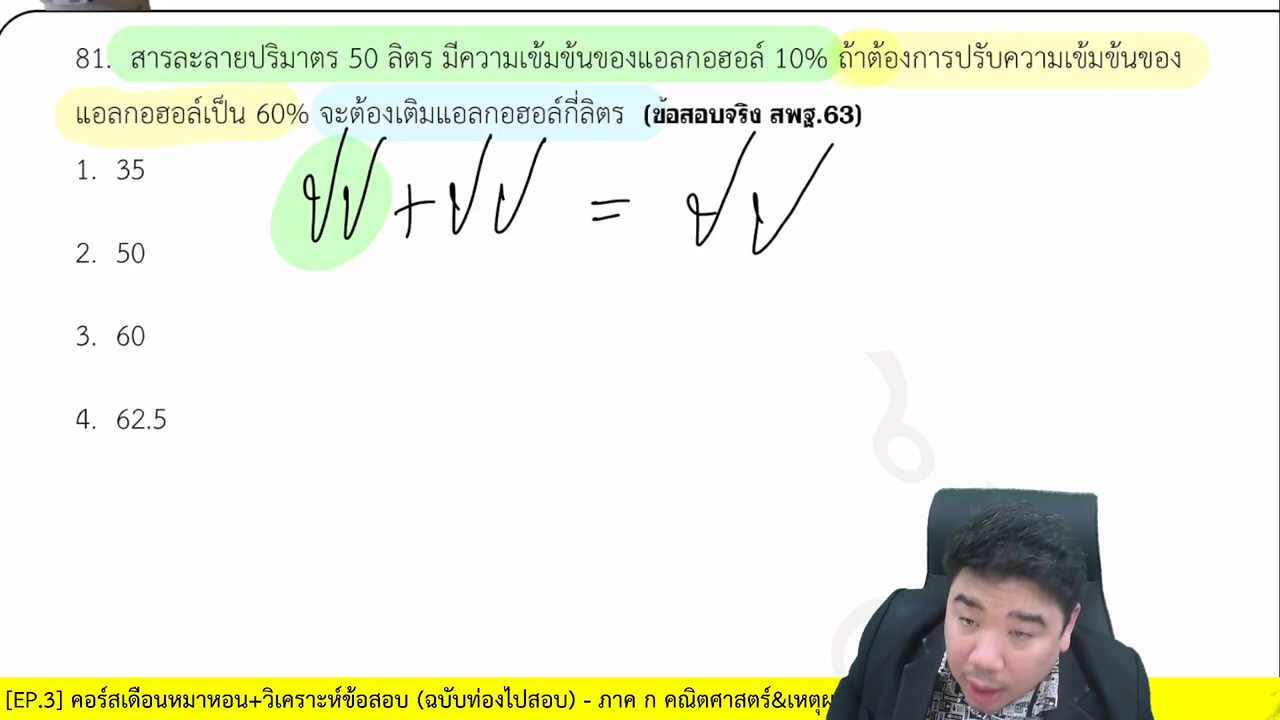 81. สารละลายปริมาตร 50 ลิตร มีความเข้มข้นของแอลกอฮอล์ 10% ถ้าต้องการปรับความเข้มข้นของ
แอลกอฮอล์เป็น 60% จะต้องเติมแอลกอฮอล์กี่ลิตร (ข้อสอบจริง สพฐ.63)
ปป + ปป = ปป
1. 35
2. 50
3. 60
4. 62.5
[EP.3] คอร์สเดือนหมาหอน+วิเคราะห์ข้อสอบ (ฉบับท่องไปสอบ) - ภาค ก คณิตศาสตร์&เหตุผ